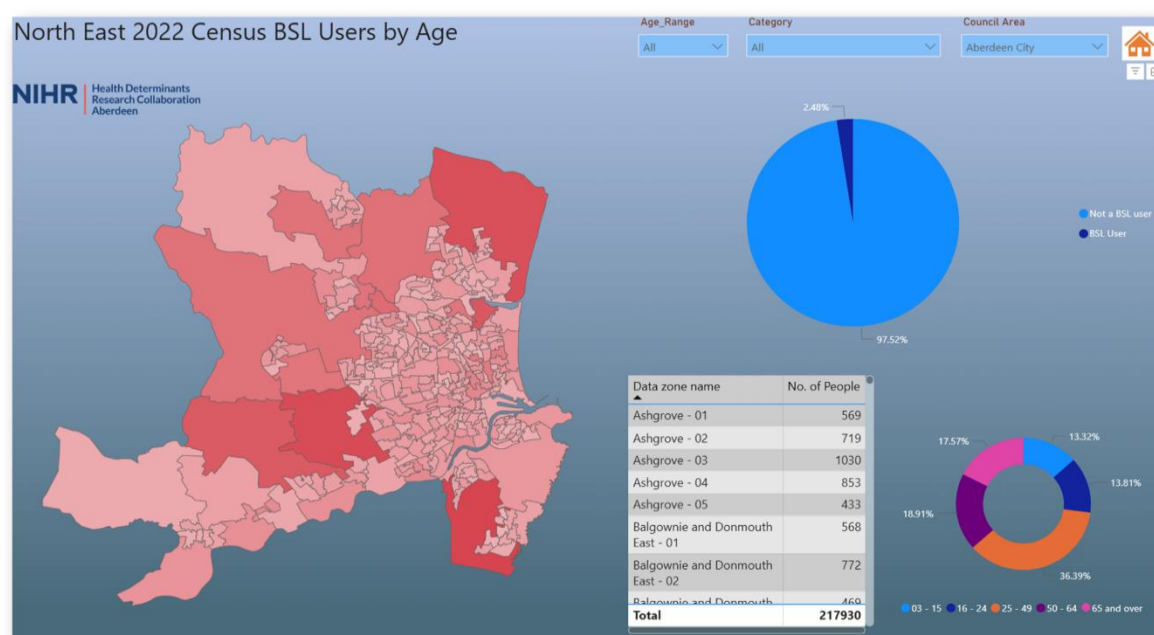 North East 2022 Census BSL Users by Age
Age_Range
All
Category
All
Council Area
Aberdeen City
NIHR
Health Determinants
Research Collaboration
Aberdeen
2.48%
97.52%
Not a BSL user
BSL User
Data zone name No. of People
Ashgrove - 01 569
Ashgrove - 02 719
Ashgrove - 03 1030
Ashgrove - 04 853
Ashgrove - 05 433
Balgownie and Donmouth 568
East - 01
Balgownie and Donmouth 772
East - 02
Balgownie and Donmouth 469
Total 217930
17.57%
13.32%
13.81%
18.91%
36.39%
03 - 15 16 - 24 25 - 49 50 - 64 65 and over